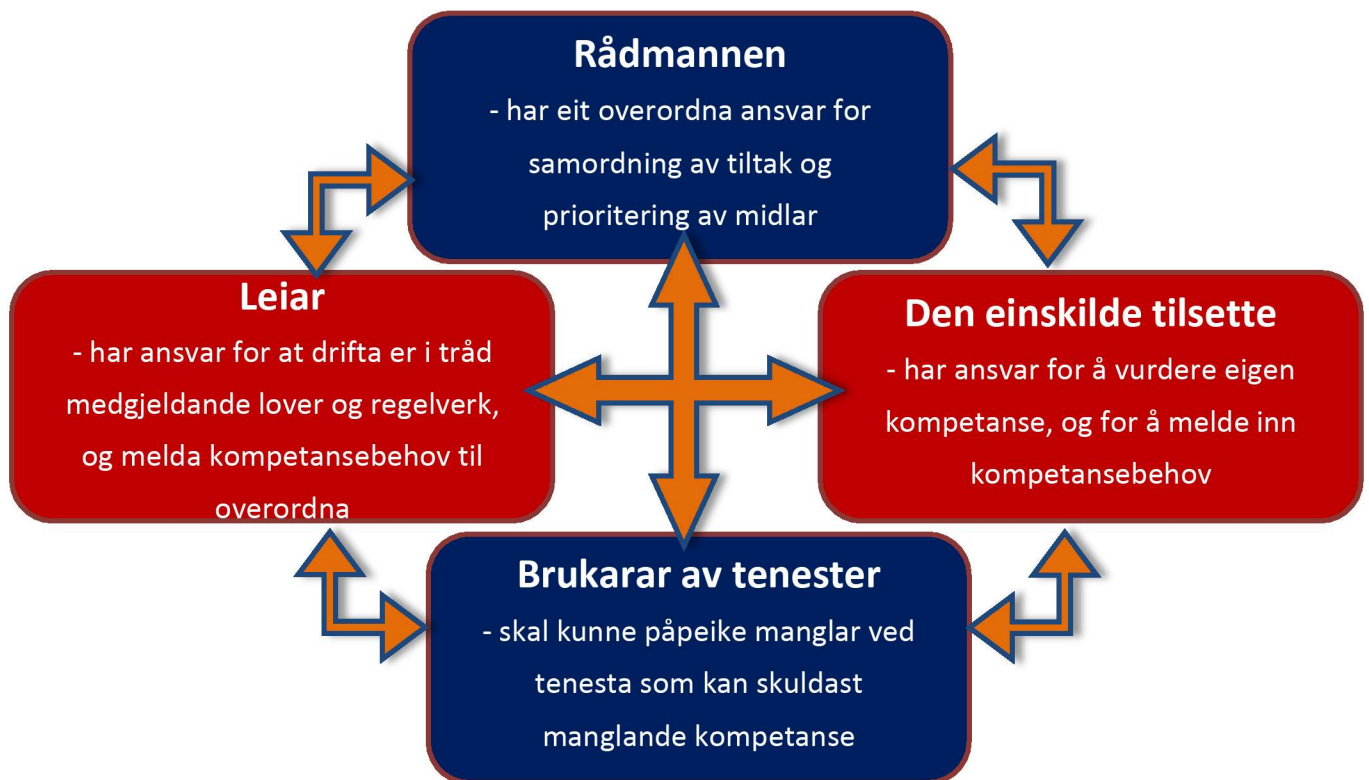 Rådmannen
- har eit overordna ansvar for
samordning av tiltak og
prioritering av midlar
Leiar
- har ansvar for at drifta er i tråd
medgjeldande lover og regelverk,
og melda kompetansebehov til
overordna
Den einskilde tilsette
- har ansvar for å vurdere eigen
kompetanse, og for å melde inn
kompetansebehov
Brukarar av tenester
- skal kunne påpeike manglar ved
tenesta som kan skuldast
manglande kompetanse